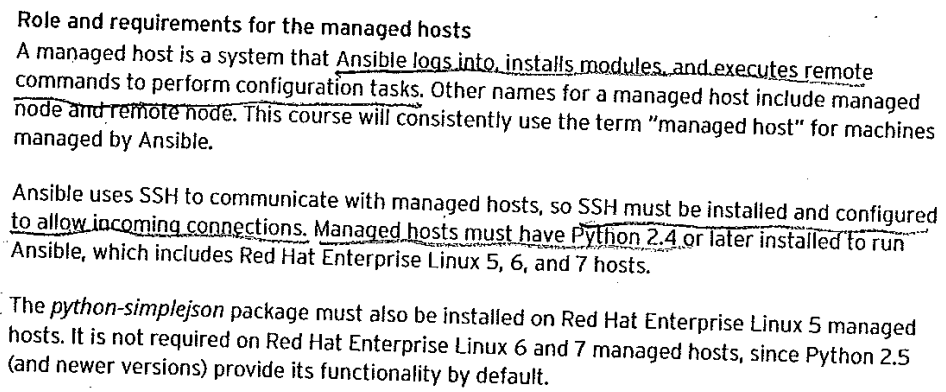 Role and requirements for the managed hosts
A managed host is a system that Ansible logs into, installs modules, and executes remote
commands to perform configuration tasks. Other names for a managed host include managed
node and remote node. This course will consistently use the term "managed host" for machines
managed by Ansible.
Ansible uses SSH to communicate with managed hosts, so SSH must be installed and configured
to allow incoming connections. Managed hosts must have Python 2.4 or later installed to run
Ansible, which includes Red Hat Enterprise Linux 5, 6, and 7 hosts.
The python-simplejson package must also be installed on Red Hat Enterprise Linux 5 managed
hosts. It is not required on Red Hat Enterprise Linux 6 and 7 managed hosts, since Python 2.5
(and newer versions) provide its functionality by default.